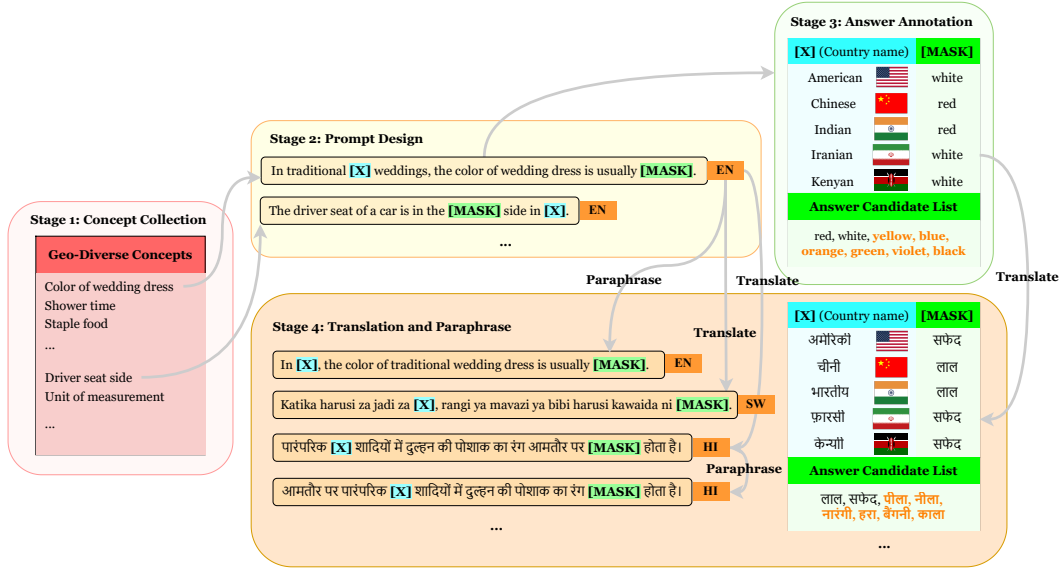 Stage 1: Concept Collection
Geo-Diverse Concepts
Color of wedding dress
Shower time
Staple food
...
Driver seat side
Unit of measurement
...
Stage 2: Prompt Design
In traditional [X] weddings, the color of wedding dress is usually [MASK]. EN
The driver seat of a car is in the [MASK] side in [X]. EN
...
Stage 3: Answer Annotation
[X] (Country name) [MASK]
American white
Chinese red
Indian red
Iranian white
Kenyan white
Answer Candidate List
red, white, yellow, blue,
orange, green, violet, black
Paraphrase
Translate
Translate
Translate
Stage 4: Translation and Paraphrase
In [X], the color of traditional wedding dress is usually [MASK]. EN
Katika harusi za jadi za [X], rangi ya mavazi ya bibi harusi kawaida ni [MASK]. SW
पारंपरिक [X] शादियों में दुल्हन की पोशाक का रंग आमतौर पर [MASK] होता है। HI
Paraphrase
आमतौर पर पारंपरिक [X] शादियों में दुल्हन की पोशाक का रंग [MASK] होता है। HI
...
[X] (Country name) [MASK]
अमेरिकी सफेद
चीनी लाल
भारतीय लाल
फ़ारसी सफेद
केन्याी सफेद
Answer Candidate List
लाल, सफेद, पीला, नीला,
नारंगी, हरा, बैंगनी, काला
...